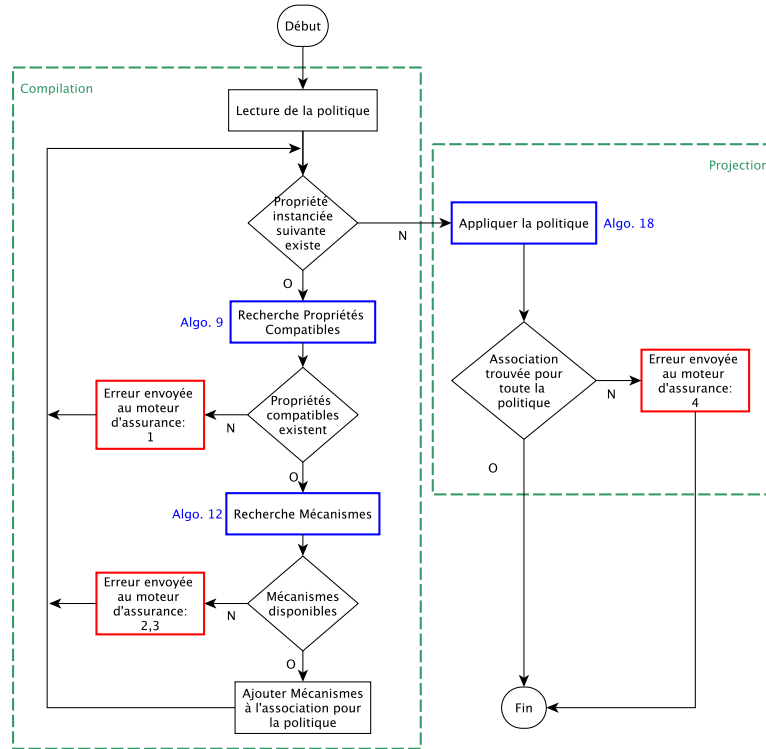 Début
Compilation
Lecture de la politique
Projection
Propriété
instanciée
suivante
existe
N
Appliquer la politique
Algo. 18
O
Algo. 9
Recherche Propriétés
Compatibles
Association
trouvée pour
toute la
politique
N
Erreur envoyée
au moteur
d'assurance:
4
Erreur envoyée
au moteur
d'assurance:
1
N
Propriétés
compatibles
existent
O
O
Algo. 12
Recherche Mécanismes
Erreur envoyée
au moteur
d'assurance:
2,3
N
Mécanismes
disponibles
O
Ajouter Mécanismes
à l'association pour
la politique
Fin